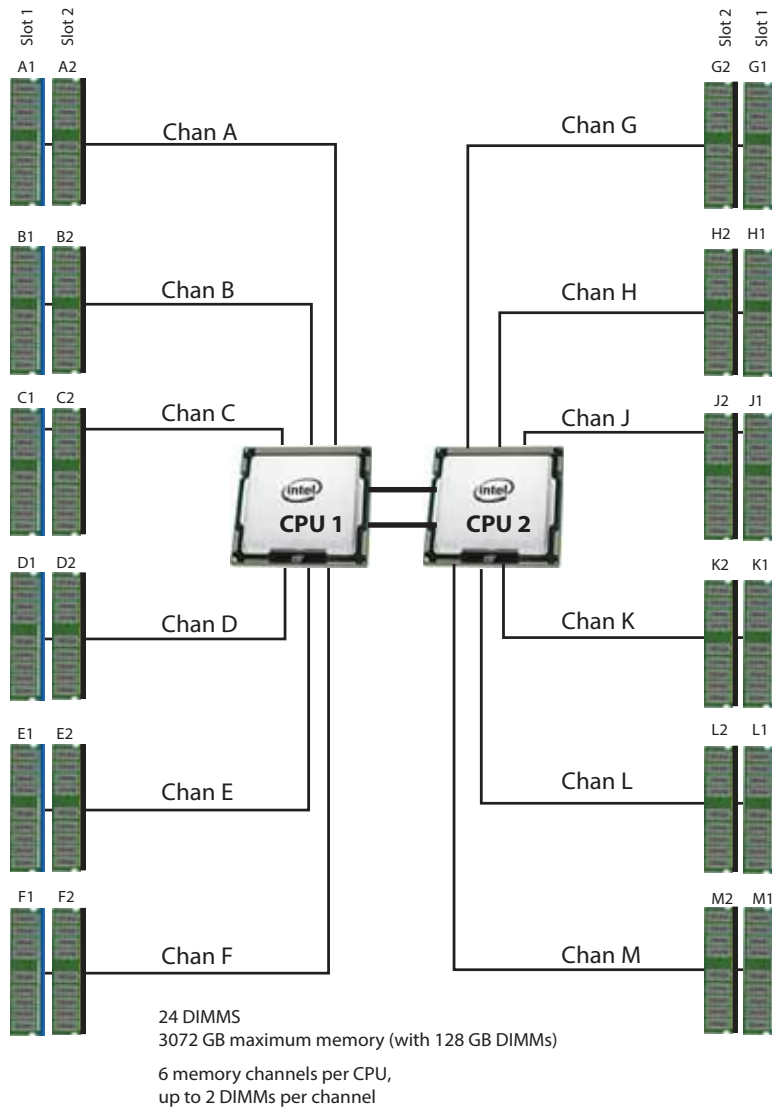 Slot 1 Slot 2 Slot 2 Slot 1
A1 A2 G2 G1
Chan A Chan G
B1 B2 H2 H1
Chan B Chan H
C1 C2 J2 J1
Chan C Chan J
intel intel
CPU 1 CPU 2
D1 D2 K2 K1
Chan D Chan K
E1 E2 L2 L1
Chan E Chan L
F1 F2 M2 M1
Chan F Chan M
24 DIMMS
3072 GB maximum memory (with 128 GB DIMMs)
6 memory channels per CPU,
up to 2 DIMMs per channel